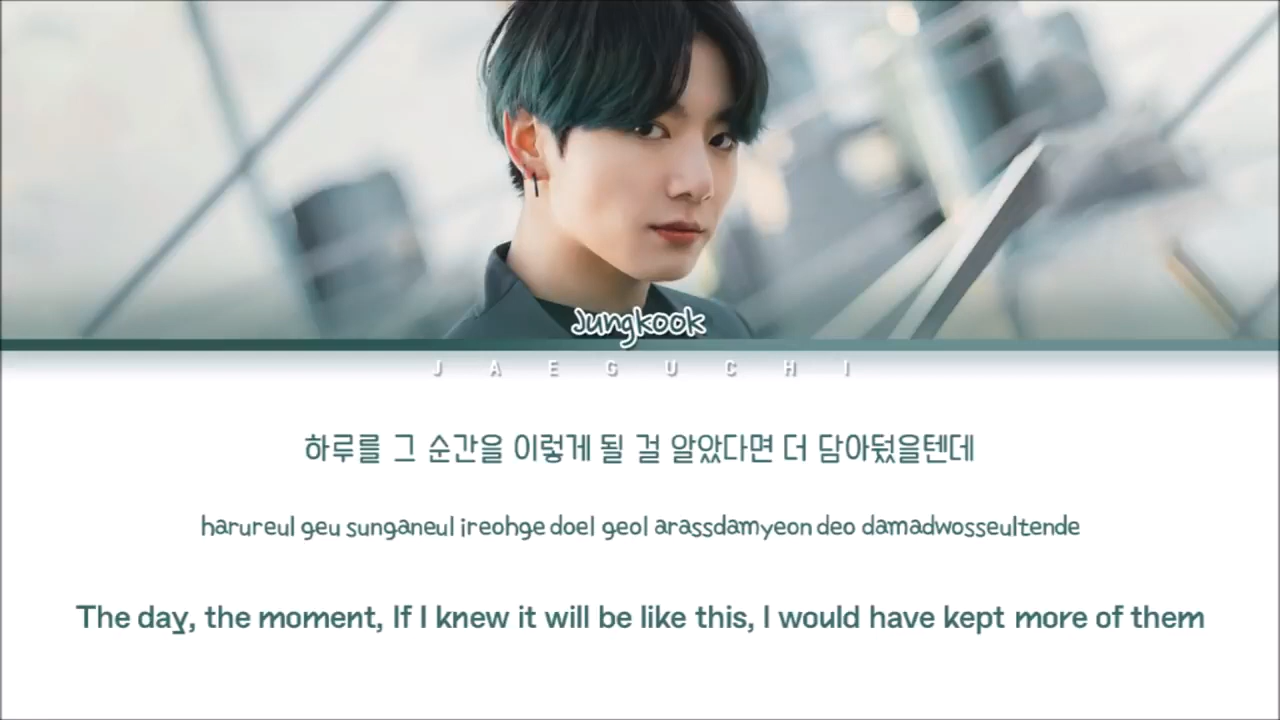 Jungkook
JAEGUCHI
하루를 그 순간을 이렇게 될 걸 알았다면 더 담아뒀을텐데
harureul geu sunganeul ireohge doel geol arassdamyeon deo damadwosseultende
The day, the moment, If I knew it will be like this, I would have kept more of them